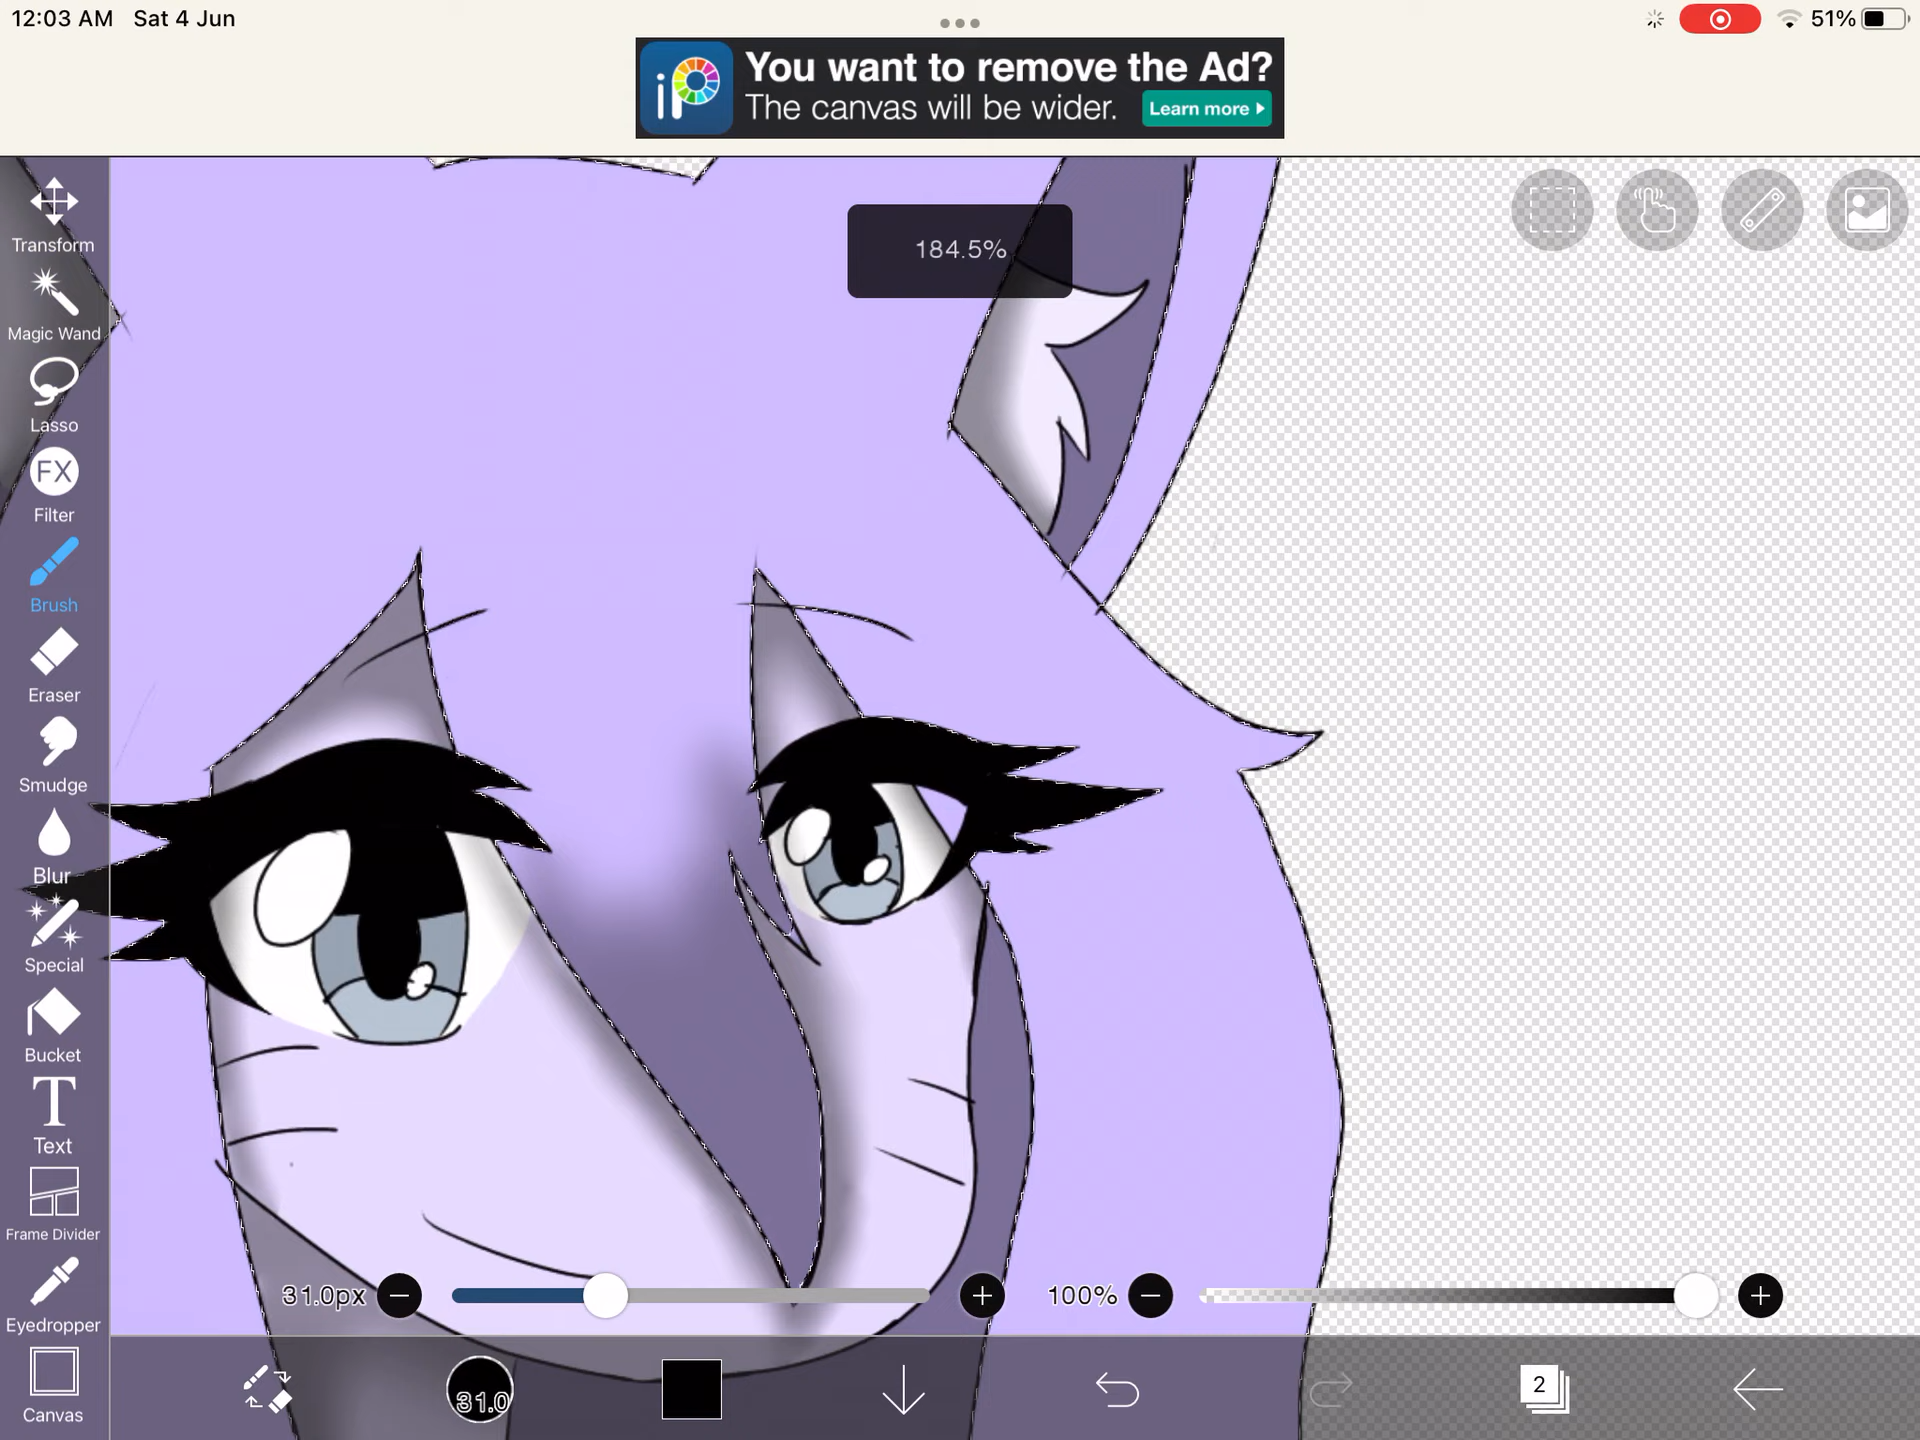 12:03 AM Sat 4 Jun
51%
iP
You want to remove the Ad?
The canvas will be wider.
Learn more
184.5%
Transform
Magic Wand
Lasso
FX
Filter
Brush
Eraser
Smudge
Blur
Special
Bucket
T
Text
Frame Divider
Eyedropper
Canvas
31.0px
100%
31.0
2